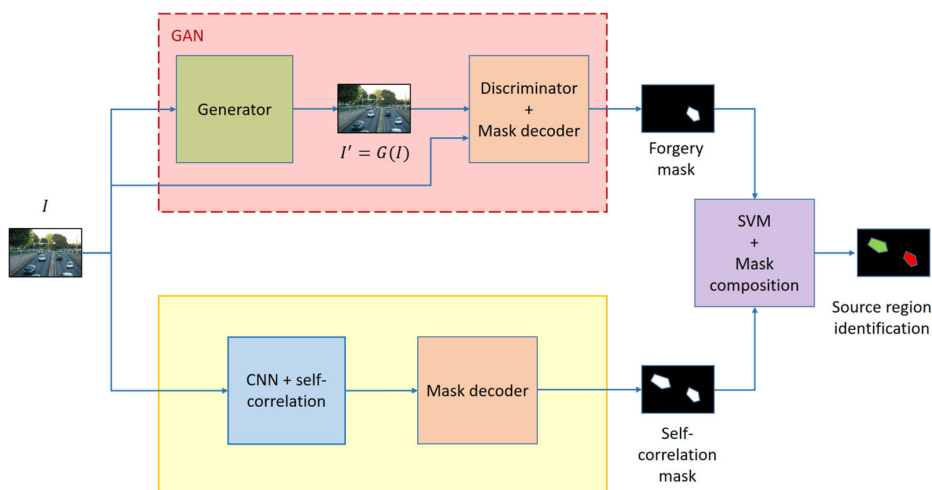 GAN
Generator
I' = G(I)
Discriminator
+
Mask decoder
Forgery
mask
I
SVM
+
Mask
composition
Source region
identification
CNN + self-
correlation
Mask decoder
Self-
correlation
mask